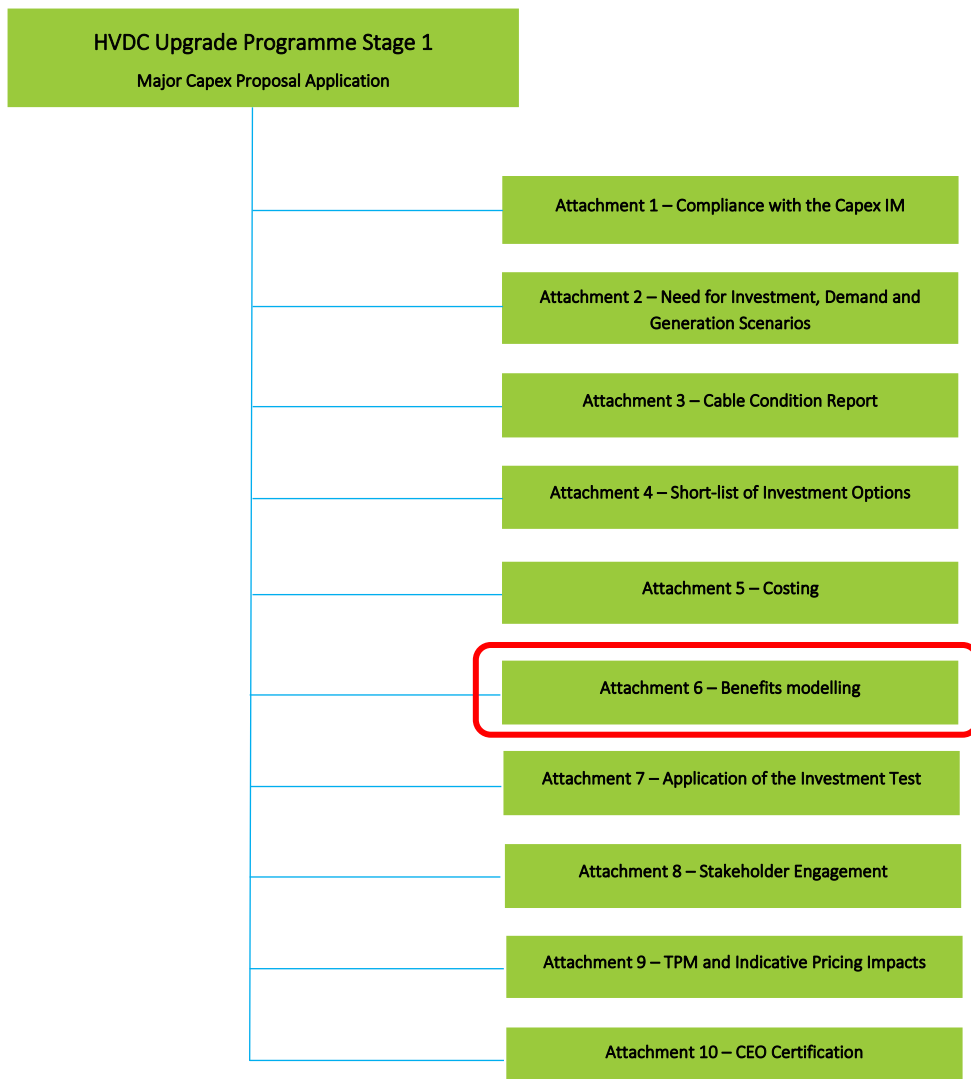 HVDC Upgrade Programme Stage 1
Major Capex Proposal Application
Attachment 1 – Compliance with the Capex IM
Attachment 2 – Need for Investment, Demand and
Generation Scenarios
Attachment 3 – Cable Condition Report
Attachment 4 – Short-list of Investment Options
Attachment 5 – Costing
Attachment 6 – Benefits modelling
Attachment 7 – Application of the Investment Test
Attachment 8 – Stakeholder Engagement
Attachment 9 – TPM and Indicative Pricing Impacts
Attachment 10 – CEO Certification